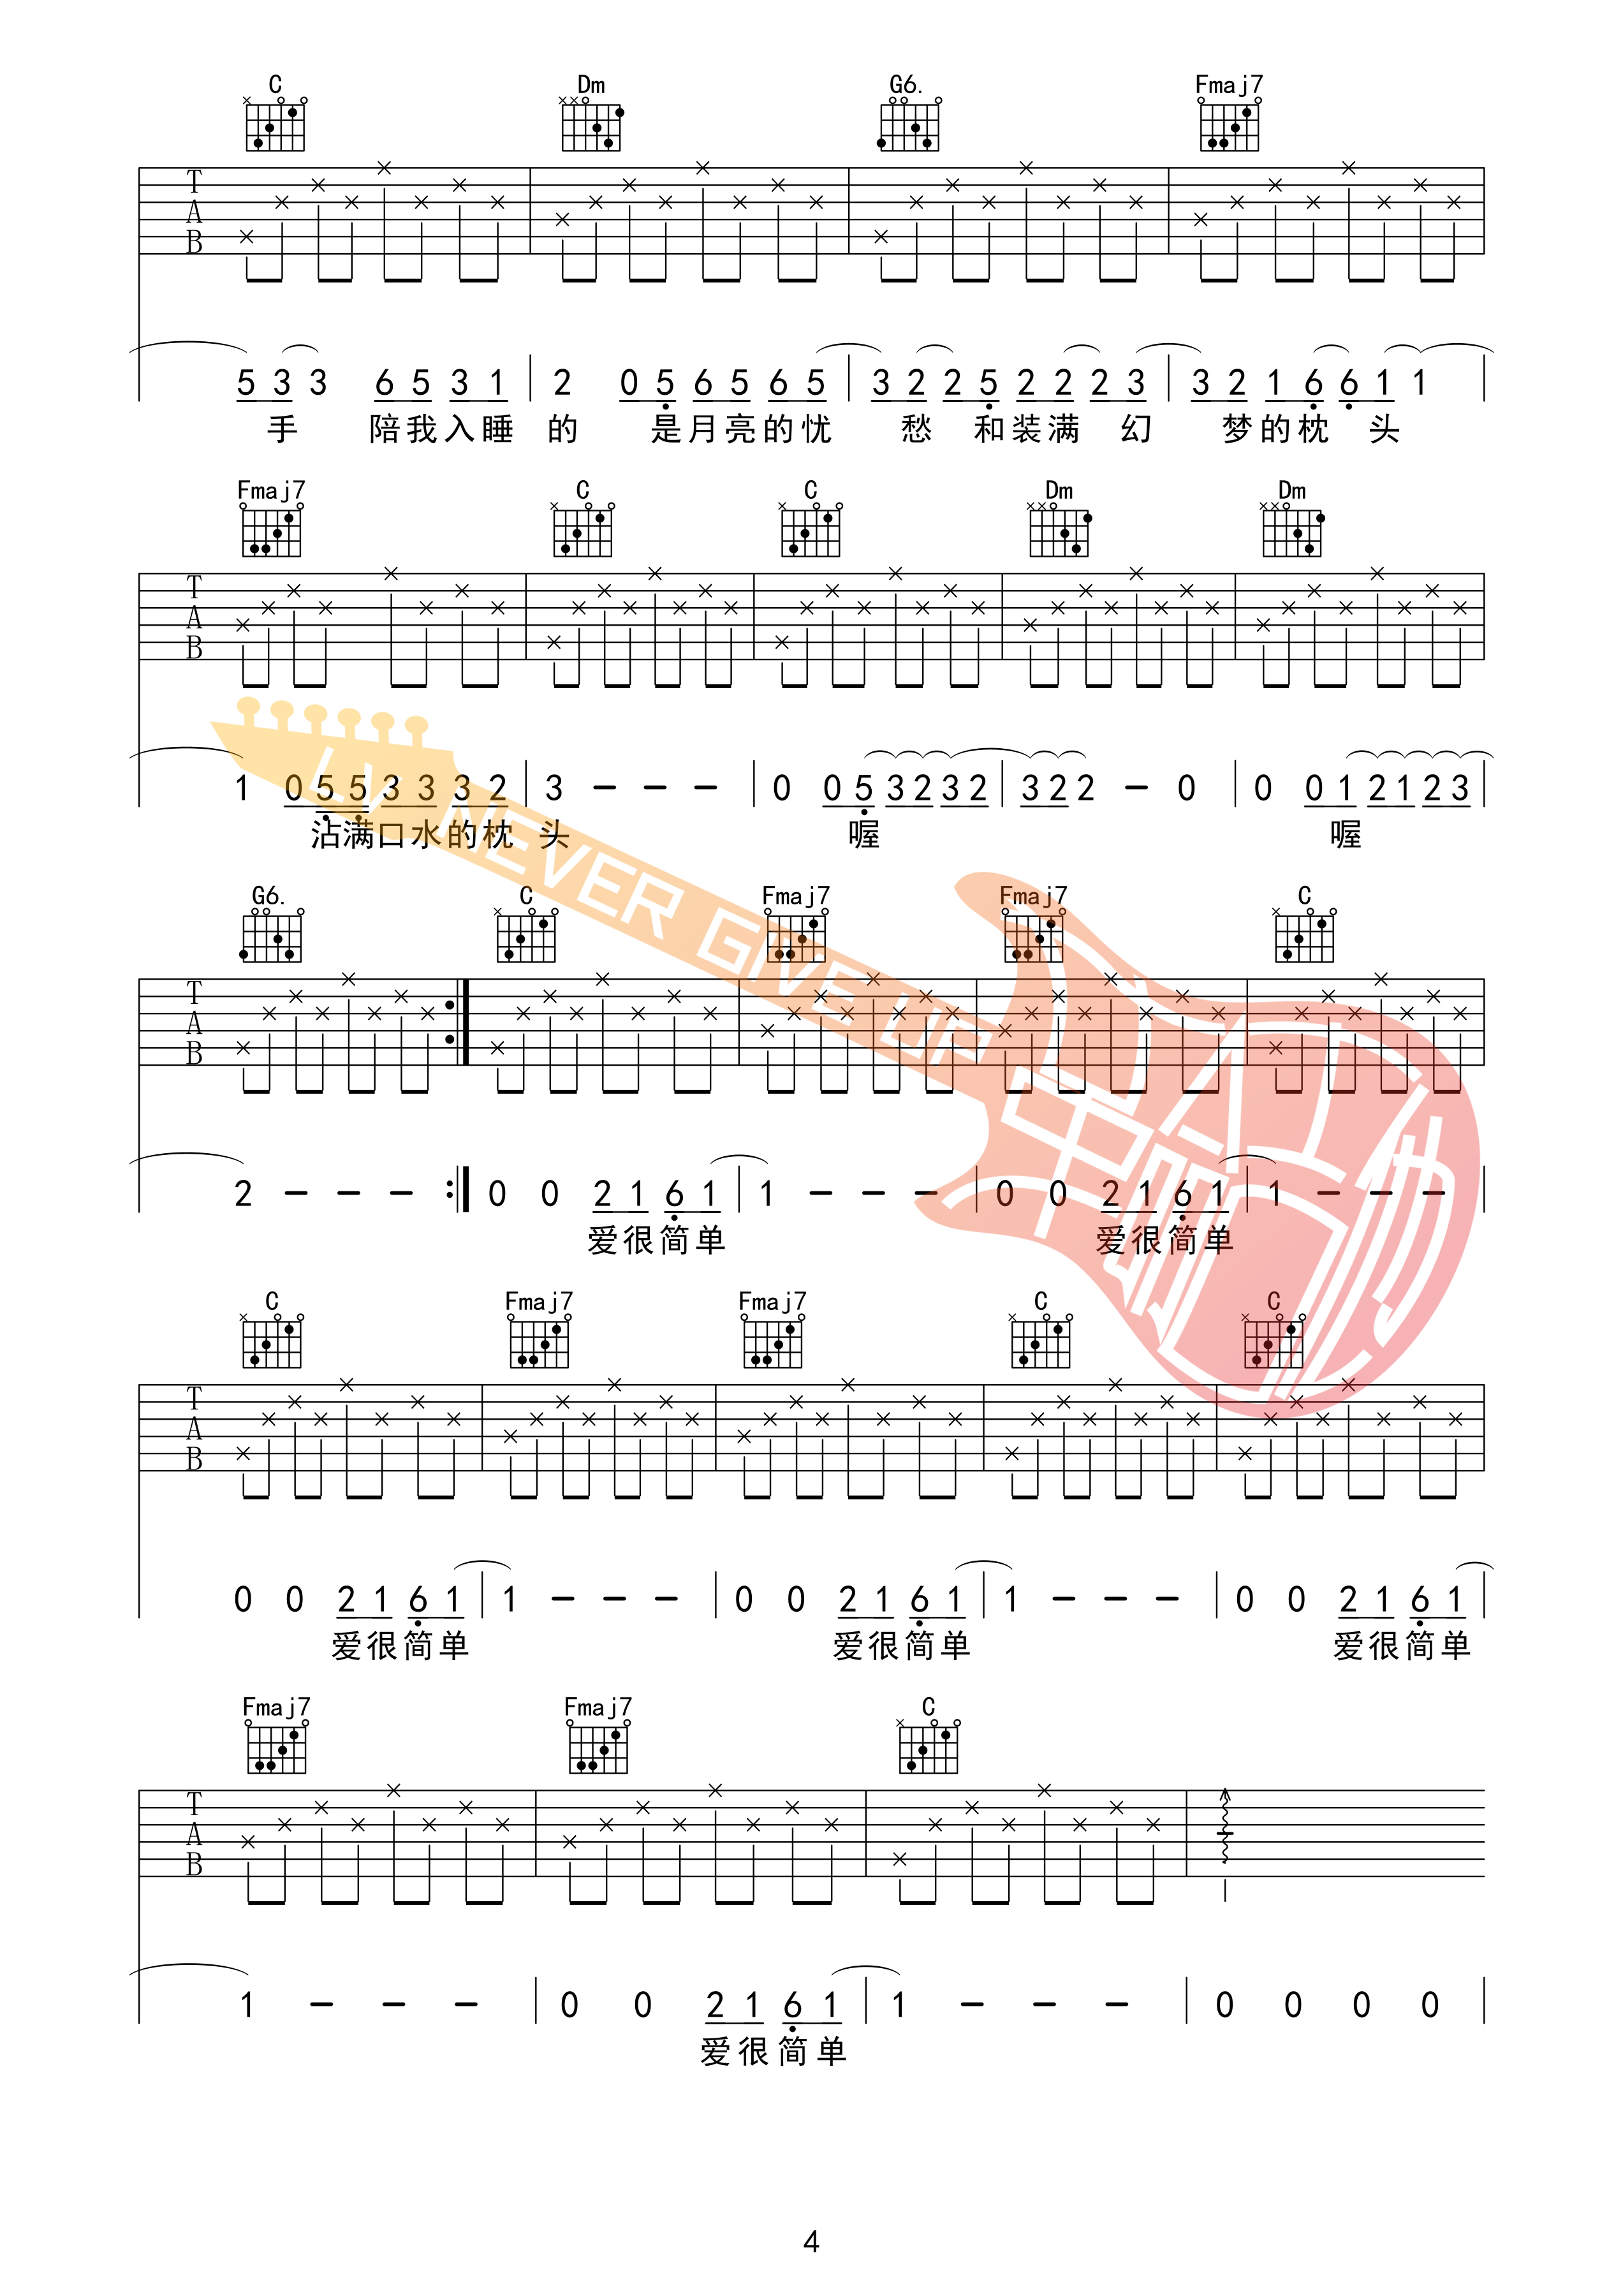 C Dm G6. Fmaj7
T
A
B
5 3 3 6 5 3 1 2 0 5 6 5 6 5 3 2 2 5 2 2 2 3 3 2 1 6 6 1 1
手 陪我入睡 的 是月亮的忧 愁 和装满 幻 梦的枕 头
Fmaj7 C C Dm Dm
T
A
B
1 0 5 5 3 3 3 2 3 - - - 0 0 5 3 2 3 2 3 2 2 - 0 0 0 1 2 1 2 3
沾满口水的枕 头 喔 喔
G6. C Fmaj7 Fmaj7 C
T
A
B
2 - - - 0 0 2 1 6 1 1 - - - 0 0 2 1 6 1 1 - - -
爱很简单 爱很简单
C Fmaj7 Fmaj7 C C
T
A
B
0 0 2 1 6 1 1 - - - 0 0 2 1 6 1 1 - - - 0 0 2 1 6 1
爱很简单 爱很简单 爱很简单
Fmaj7 Fmaj7 C
T
A
B
1 - - - 0 0 2 1 6 1 1 - - - 0 0 0 0
爱很简单
NEVER GIVE UP
4